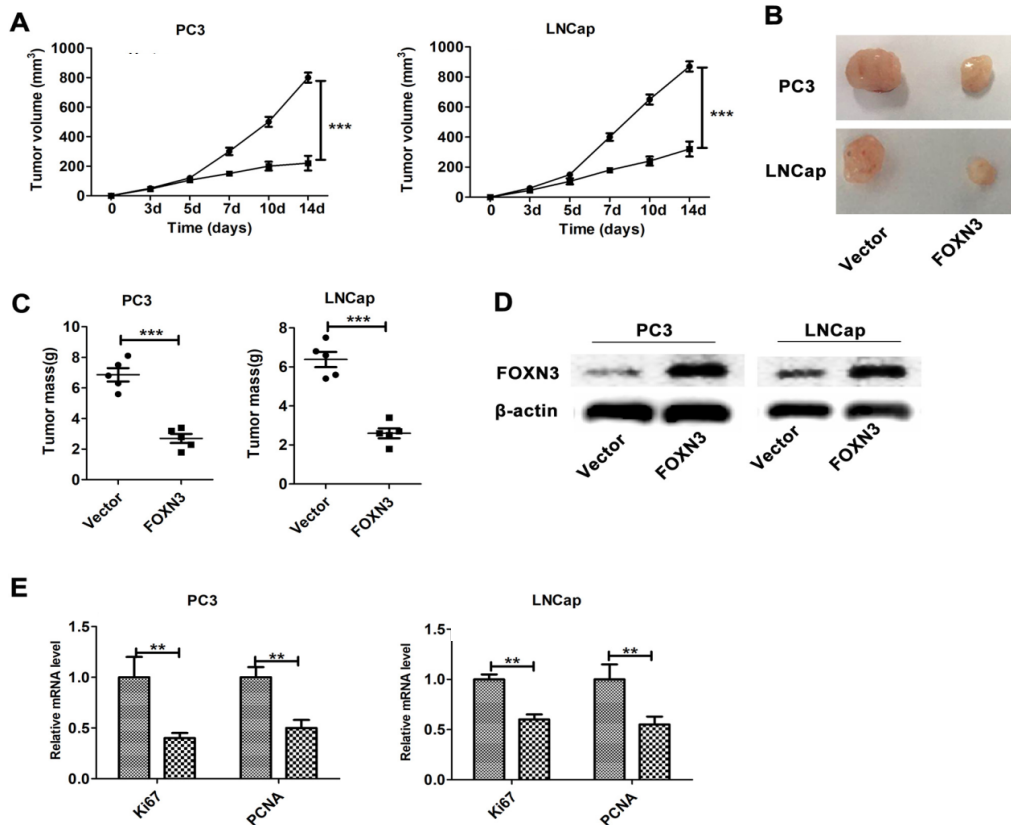 A
PC3
Tumor volume (mm³)
1000
800
600
400
200
0
0 3d 5d 7d 10d 14d
Time (days)
***
LNCap
Tumor volume (mm³)
1000
800
600
400
200
0
0 3d 5d 7d 10d 14d
Time (days)
***
B
PC3
LNCap
Vector FOXN3
C
PC3
Tumor mass(g)
10
8
6
4
2
0
***
Vector FOXN3
LNCap
Tumor mass(g)
8
6
4
2
0
***
Vector FOXN3
D
PC3 LNCap
FOXN3
β-actin
Vector FOXN3 Vector FOXN3
E
PC3
Relative mRNA level
1.5
1.0
0.5
0.0
** **
Ki67 PCNA
LNCap
Relative mRNA level
1.5
1.0
0.5
0.0
** **
Ki67 PCNA